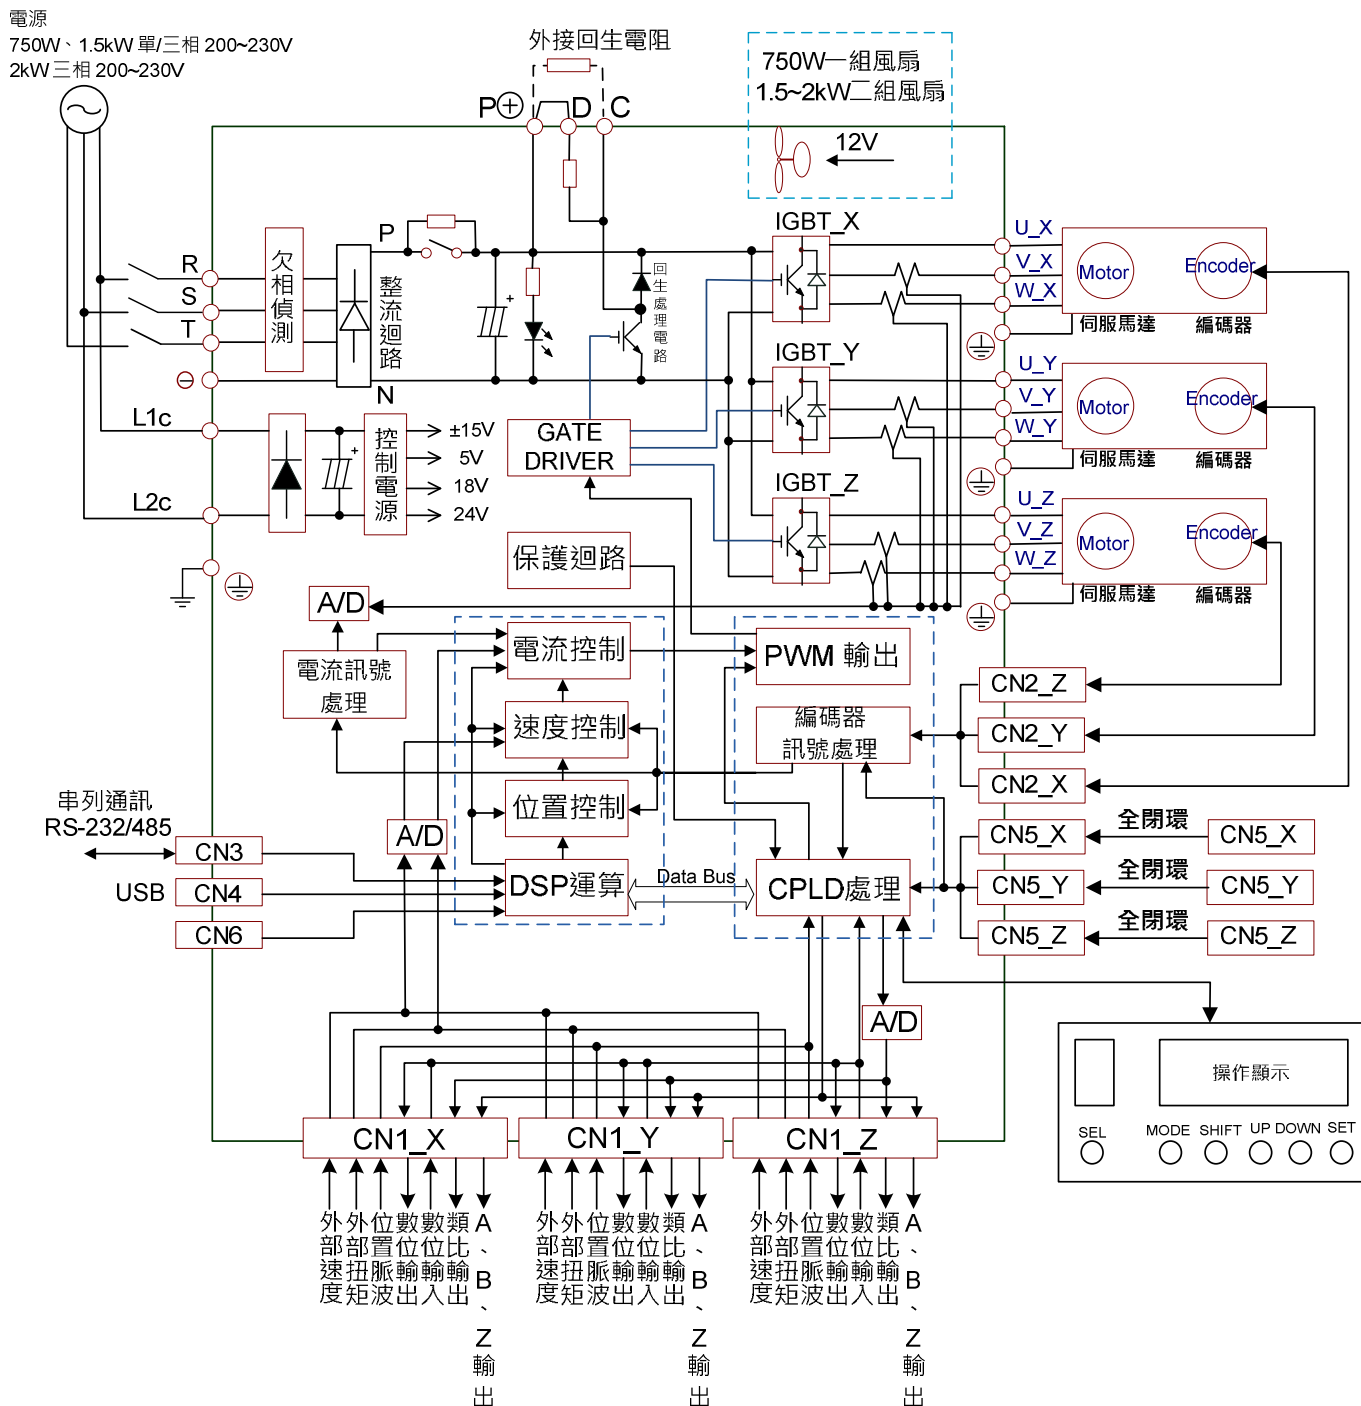 電源
750W、1.5kW 單/三相 200~230V
2kW 三相 200~230V
外接回生電阻
P⊕
D
C
750W一組風扇
1.5~2kW二組風扇
12V
R
S
T
⊖
欠相偵測
整流迴路
P
N
+
回生處理電路
IGBT_X
IGBT_Y
IGBT_Z
U_X
V_X
W_X
Motor
Encoder
伺服馬達
編碼器
U_Y
V_Y
W_Y
Motor
Encoder
伺服馬達
編碼器
U_Z
V_Z
W_Z
Motor
Encoder
伺服馬達
編碼器
L1c
L2c
+
控制電源
±15V
5V
18V
24V
GATE
DRIVER
保護迴路
A/D
電流訊號
處理
電流控制
速度控制
位置控制
DSP運算
Data Bus
PWM 輸出
編碼器
訊號處理
CPLD處理
A/D
A/D
串列通訊
RS-232/485
USB
CN3
CN4
CN6
CN2_Z
CN2_Y
CN2_X
CN5_X
全閉環
CN5_X
CN5_Y
全閉環
CN5_Y
CN5_Z
全閉環
CN5_Z
操作顯示
SEL
MODE
SHIFT
UP
DOWN
SET
CN1_X
CN1_Y
CN1_Z
外部速度
外部扭矩
位置脈波
數位輸出
數位輸入
類比輸出
A、B、Z輸出
外部速度
外部扭矩
位置脈波
數位輸出
數位輸入
類比輸出
A、B、Z輸出
外部速度
外部扭矩
位置脈波
數位輸出
數位輸入
類比輸出
A、B、Z輸出